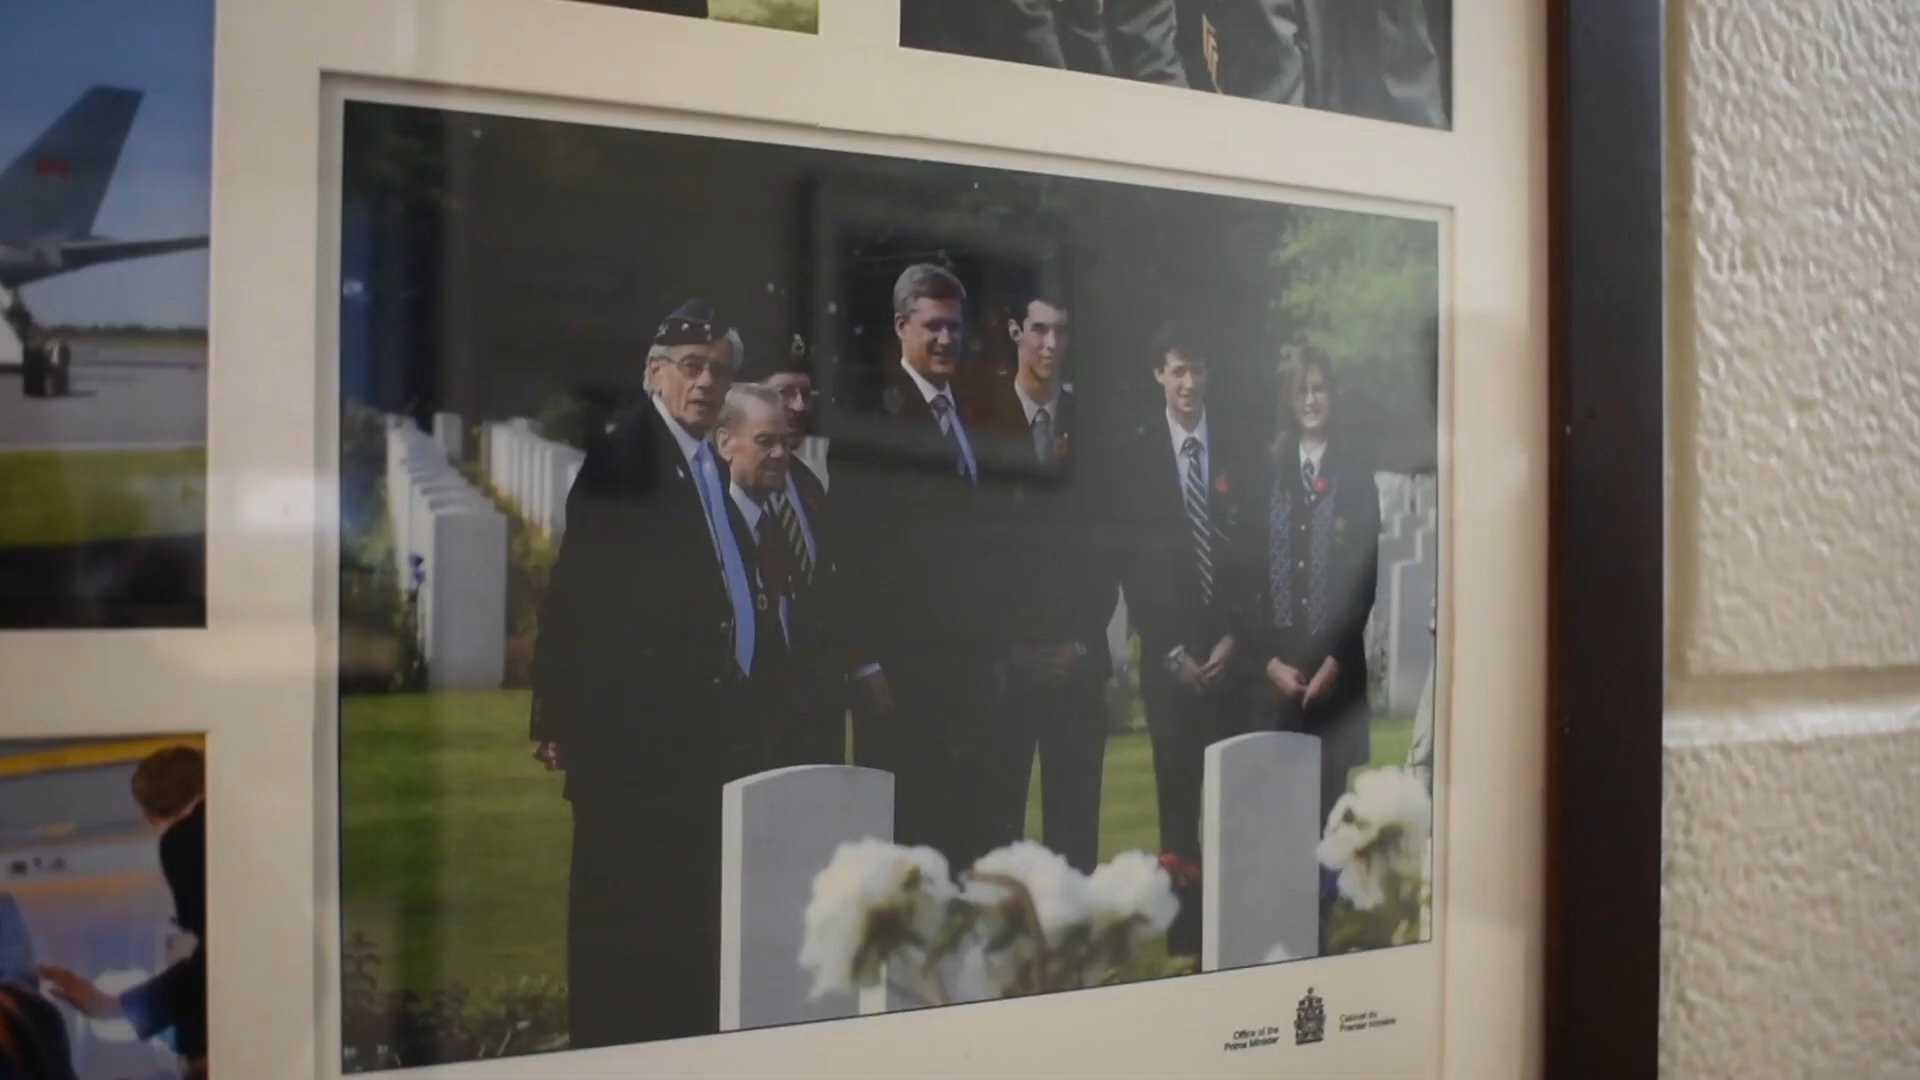 Office of the
Prime Minister
Cabinet du
Premier ministre